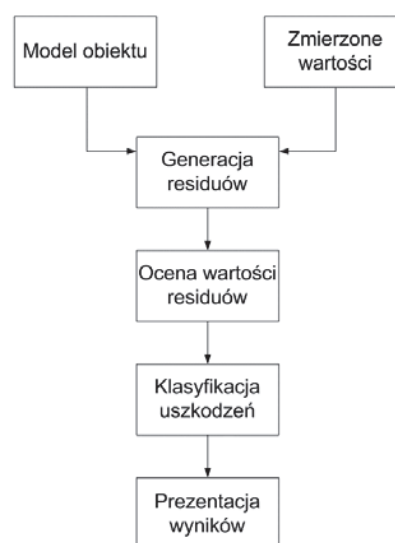 Model obiektu
Zmierzone
wartości
Generacja
residuów
Ocena wartości
residuów
Klasyfikacja
uszkodzeń
Prezentacja
wyników